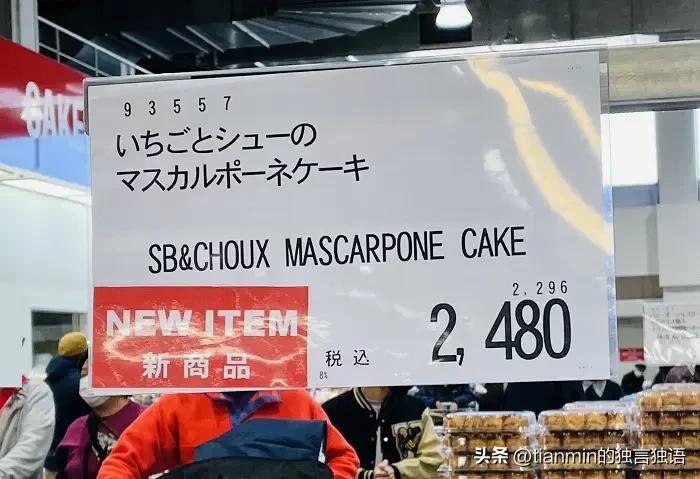 CAKE
93557
いちごとシューの
マスカルポーネケーキ
SB&CHOUX MASCARPONE CAKE
NEW ITEM
新商品
税込
8%
2,296
2,480
头条 @tianmin的独言独语